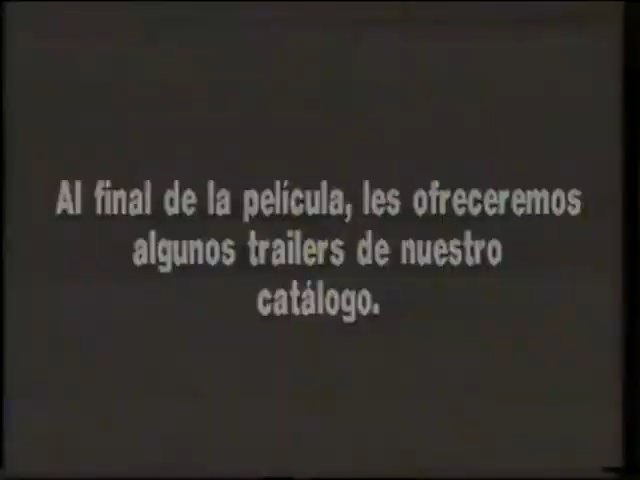 Al final de la película, les ofreceremos
algunos trailers de nuestro
catálogo.